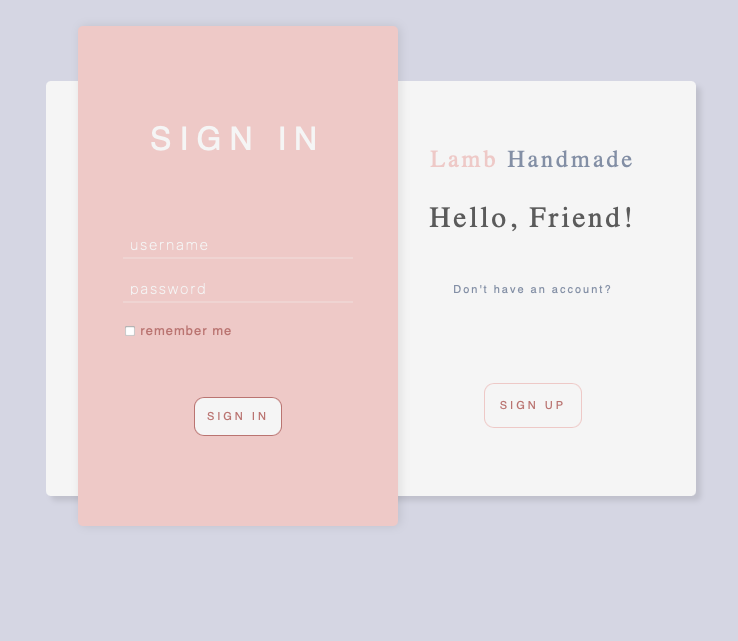 SIGN IN
username
password
remember me
SIGN IN
Lamb Handmade
Hello, Friend!
Don't have an account?
SIGN UP